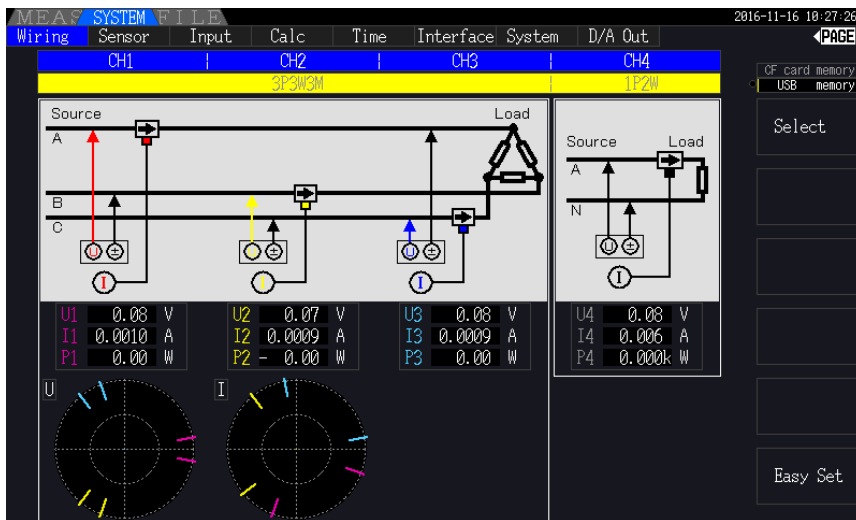 MEAS SYSTEM FILE 2016-11-16 10:27:26
Wiring Sensor Input Calc Time Interface System D/A Out PAGE
CH1 CH2 CH3 CH4
3P3W3M 1P2W
CF card memory
USB memory
Select
Source Load
A
B
C
U ± U ± U ±
I I I
Source Load
A
N
U ±
I
U1 0.08 V U2 0.07 V U3 0.08 V U4 0.08 V
I1 0.0010 A I2 0.0009 A I3 0.0009 A I4 0.006 A
P1 0.00 W P2 - 0.00 W P3 0.00 W P4 0.000k W
U I
Easy Set